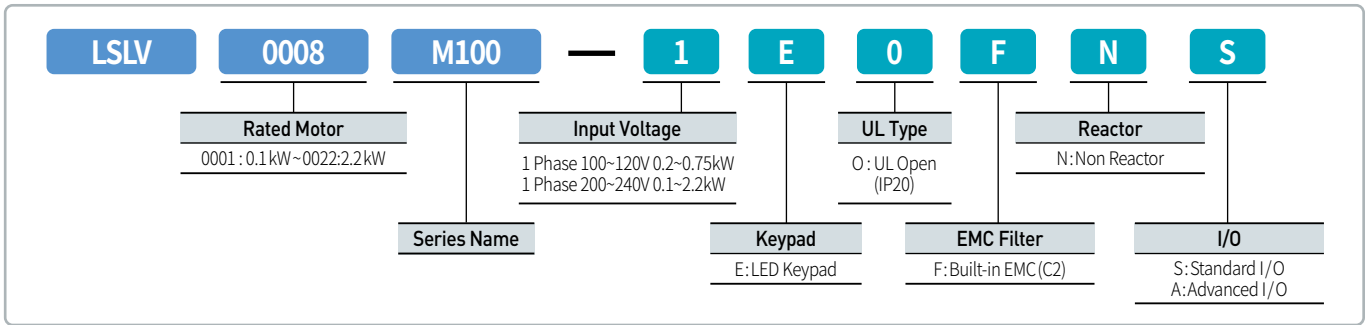 LSLV 0008 M100 — 1 E 0 F N S
Rated Motor
0001 : 0.1 kW ~ 0022:2.2 kW
Input Voltage
1 Phase 100~120V 0.2~0.75kW
1 Phase 200~240V 0.1~2.2kW
UL Type
O : UL Open
(IP20)
Reactor
N:Non Reactor
Series Name
Keypad
E:LED Keypad
EMC Filter
F:Built-in EMC(C2)
I/O
S:Standard I/O
A:Advanced I/O